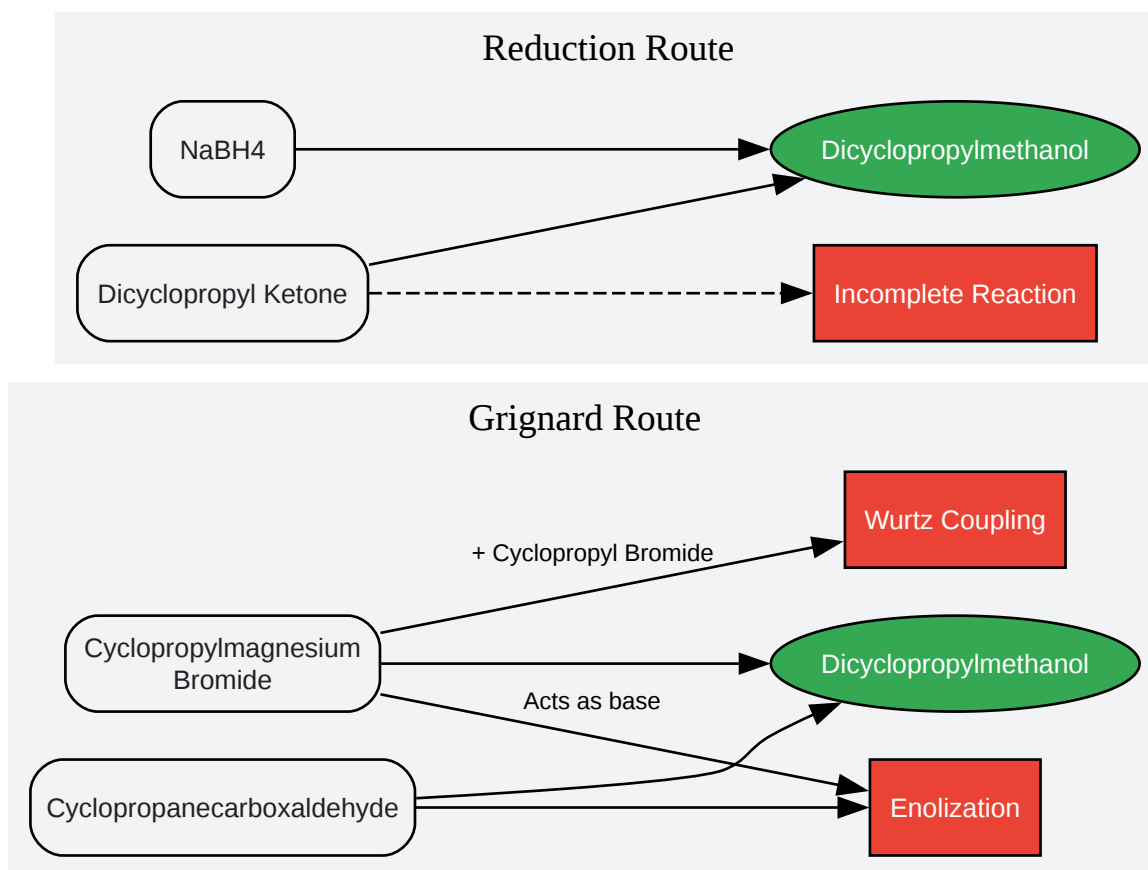 Reduction Route
NaBH4
Dicyclopropylmethanol
Dicyclopropyl Ketone
Incomplete Reaction
Grignard Route
Wurtz Coupling
+ Cyclopropyl Bromide
Cyclopropylmagnesium
Bromide
Dicyclopropylmethanol
Acts as base
Cyclopropanecarboxaldehyde
Enolization